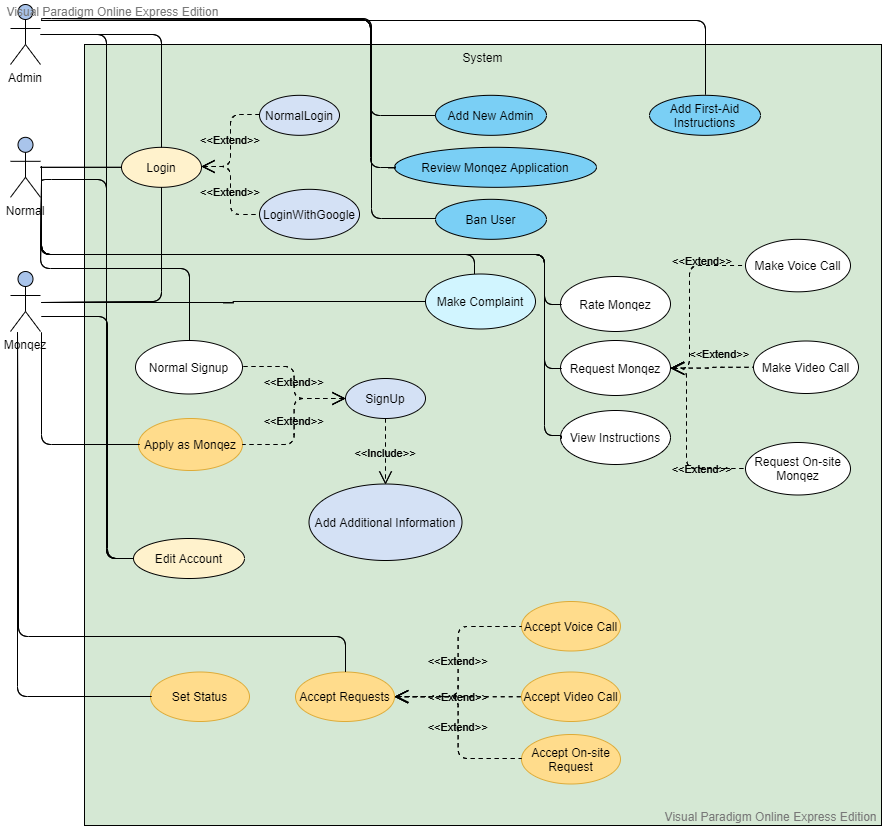 Visual Paradigm Online Express Edition
Admin
System
Add New Admin
Add First-Aid
Instructions
NormalLogin
<<Extend>>
Login
Review Monqez Application
<<Extend>>
Normal
LoginWithGoogle
Ban User
<<Extend>>
Make Voice Call
Make Complaint
Rate Monqez
Monqez
<<Extend>>
Normal Signup
Request Monqez
Make Video Call
<<Extend>>
SignUp
<<Extend>>
Apply as Monqez
View Instructions
<<Include>>
<<Extend>>
Request On-site
Monqez
Add Additional Information
Edit Account
Accept Voice Call
<<Extend>>
Set Status
Accept Requests
<<Extend>>
Accept Video Call
<<Extend>>
Accept On-site
Request
Visual Paradigm Online Express Edition